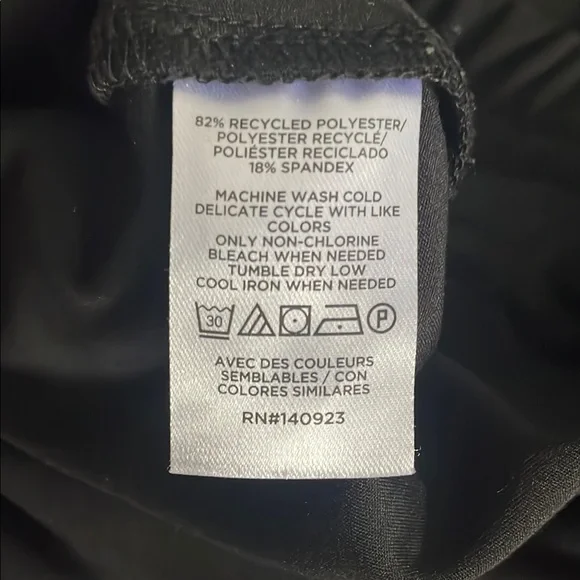 82% RECYCLED POLYESTER/
POLYESTER RECYCLÉ/
POLIÉSTER RECICLADO
18% SPANDEX
MACHINE WASH COLD
DELICATE CYCLE WITH LIKE
COLORS
ONLY NON-CHLORINE
BLEACH WHEN NEEDED
TUMBLE DRY LOW
COOL IRON WHEN NEEDED
30 P
AVEC DES COULEURS
SEMBLABLES / CON
COLORES SIMILARES
RN#140923